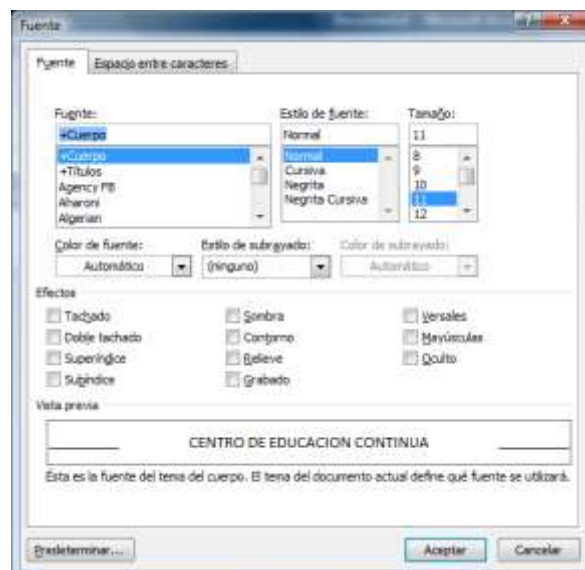 Fuente
Fuente Espacio entre caracteres
Fuente: Estilo de fuente: Tamaño:
+Cuerpo Normal 11
+Cuerpo Normal 8
+Títulos Cursiva 9
Agency FB Negrita 10
Aharoni Negrita Cursiva 11
Algerian 12
Color de fuente: Estilo de subrayado: Color de subrayado:
Automático (ninguno) Automático
Efectos
Tachado Sombra Versales
Doble tachado Contorno Mayúsculas
Superíndice Relieve Oculto
Subíndice Grabado
Vista previa
CENTRO DE EDUCACION CONTINUA
Esta es la fuente del tema del cuerpo. El tema del documento actual define qué fuente se utilizará.
Predeterminar... Aceptar Cancelar